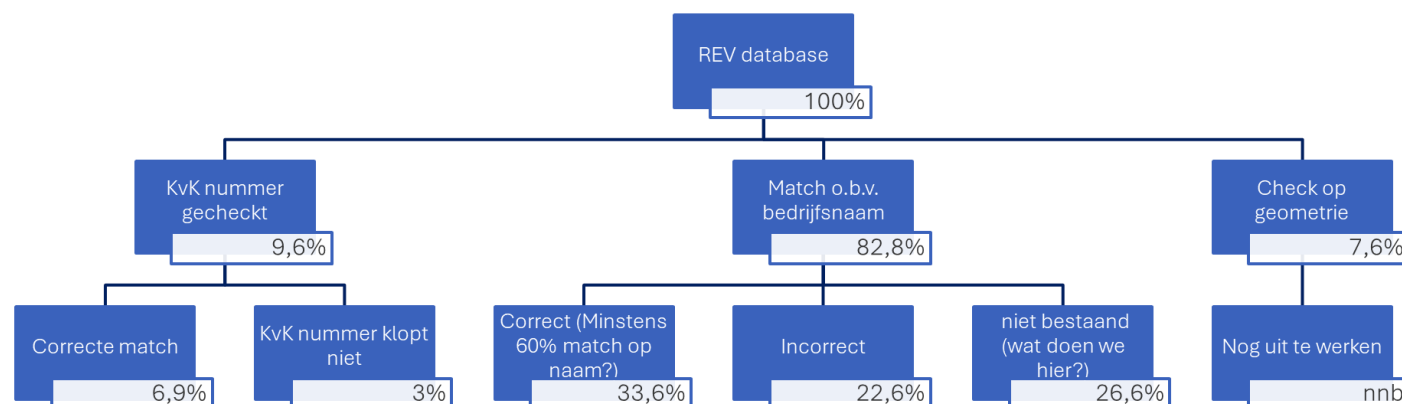 REV database
100%
KvK nummer
gecheckt
9,6%
Match o.b.v.
bedrijfsnaam
82,8%
Check op
geometrie
7,6%
Correcte match
6,9%
KvK nummer klopt
niet
3%
Correct (Minstens
60% match op
naam?)
33,6%
Incorrect
22,6%
niet bestaand
(wat doen we
hier?)
26,6%
Nog uit te werken
nnb